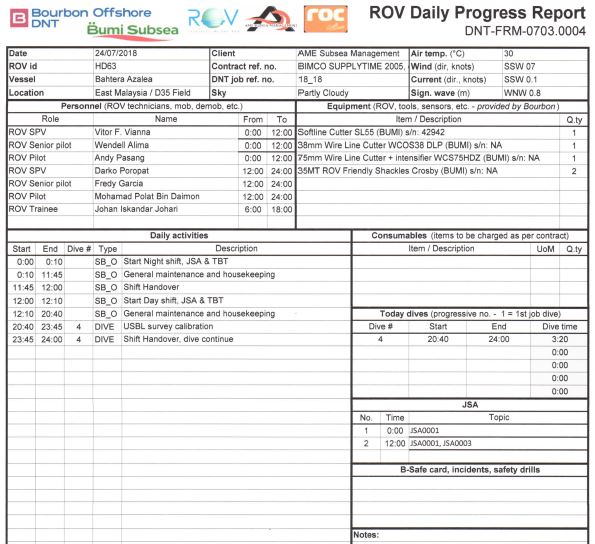 Bourbon Offshore
DNT
Bumi Subsea
ROV
AME SUBSEA MANAGEMENT
roc
ROV Daily Progress Report
DNT-FRM-0703.0004
Date 24/07/2018 Client AME Subsea Management Air temp. (°C) 30
ROV id HD63 Contract ref. no. BIMCO SUPPLYTIME 2005, Wind (dir, knots) SSW 07
Vessel Bahtera Azalea DNT job ref. no. 18_18 Current (dir., knots) SSW 0.1
Location East Malaysia / D35 Field Sky Partly Cloudy Sign. wave (m) WNW 0.8
Personnel (ROV technicians, mob, demob, etc.) Equipment (ROV, tools, sensors, etc. - provided by Bourbon)
Role Name From To Item / Description Q.ty
ROV SPV Vitor F. Vianna 0:00 12:00 Softline Cutter SL55 (BUMI) s/n: 42942 1
ROV Senior pilot Wendell Alima 0:00 12:00 38mm Wire Line Cutter WCOS38 DLP (BUMI) s/n: NA 1
ROV Pilot Andy Pasang 0:00 12:00 75mm Wire Line Cutter + intensifier WCS75HDZ (BUMI) s/n: NA 1
ROV SPV Darko Poropat 12:00 24:00 35MT ROV Friendly Shackles Crosby (BUMI) s/n: NA 2
ROV Senior pilot Fredy Garcia 12:00 24:00
ROV Pilot Mohamad Polat Bin Daimon 12:00 24:00
ROV Trainee Johan Iskandar Johari 6:00 18:00
Daily activities Consumables (items to be charged as per contract)
Start End Dive # Type Description Item / Description UoM Q.ty
0:00 0:10 SB_O Start Night shift, JSA & TBT
0:10 11:45 SB_O General maintenance and housekeeping
11:45 12:00 SB_O Shift Handover
12:00 12:10 SB_O Start Day shift, JSA & TBT
12:10 20:40 SB_O General maintenance and housekeeping Today dives (progressive no. - 1 = 1st job dive)
20:40 23:45 4 DIVE USBL survey calibration Dive # Start End Dive time
23:45 24:00 4 DIVE Shift Handover, dive continue 4 20:40 24:00 3:20
0:00
0:00
0:00
0:00
JSA
No. Time Topic
1 0:00 JSA0001
2 12:00 JSA0001, JSA0003
B-Safe card, incidents, safety drills
Notes: